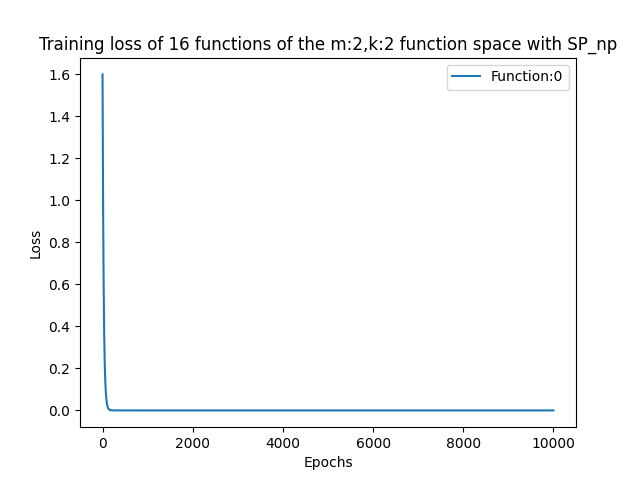 Training loss of 16 functions of the m:2,k:2 function space with SP_np
Function:0
1.6
1.4
1.2
1.0
0.8
0.6
0.4
0.2
0.0
Loss
0 2000 4000 6000 8000 10000
Epochs